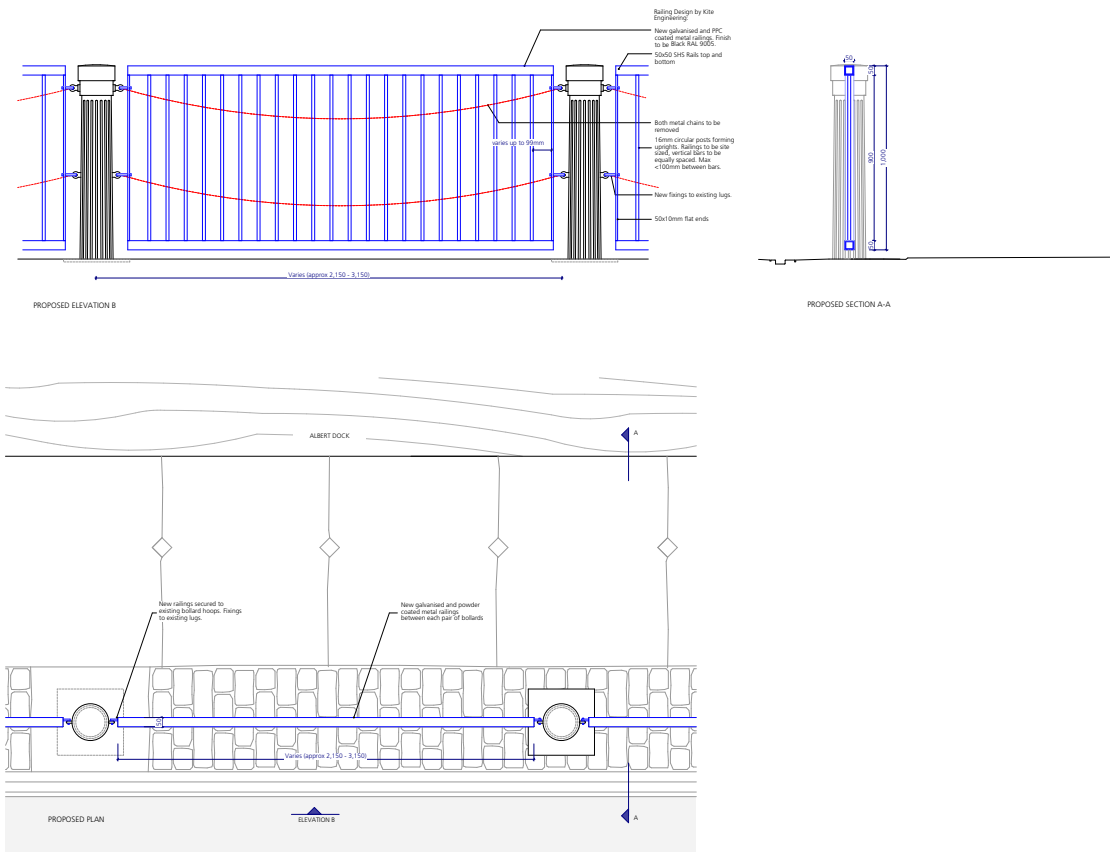 Railing Design by Kite
Engineering.
New galvanised and PPC
coated metal railings. Finish
to be Black RAL 9005.
50x50 SHS Rails top and
bottom
Both metal chains to be
removed
varies up to 99mm
16mm circular posts forming
uprights. Railings to be site
sized, vertical bars to be
equally spaced. Max
<100mm between bars.
New fixings to existing lugs.
50x10mm flat ends
Varies (approx 2,150 - 3,150)
PROPOSED ELEVATION B
50
50
900
1,000
50
PROPOSED SECTION A-A
ALBERT DOCK
A
New railings secured to
existing bollard hoops. Fixings
to existing lugs.
New galvanised and powder
coated metal railings
between each pair of bollards
50
Varies (approx 2,150 - 3,150)
PROPOSED PLAN
ELEVATION B
A